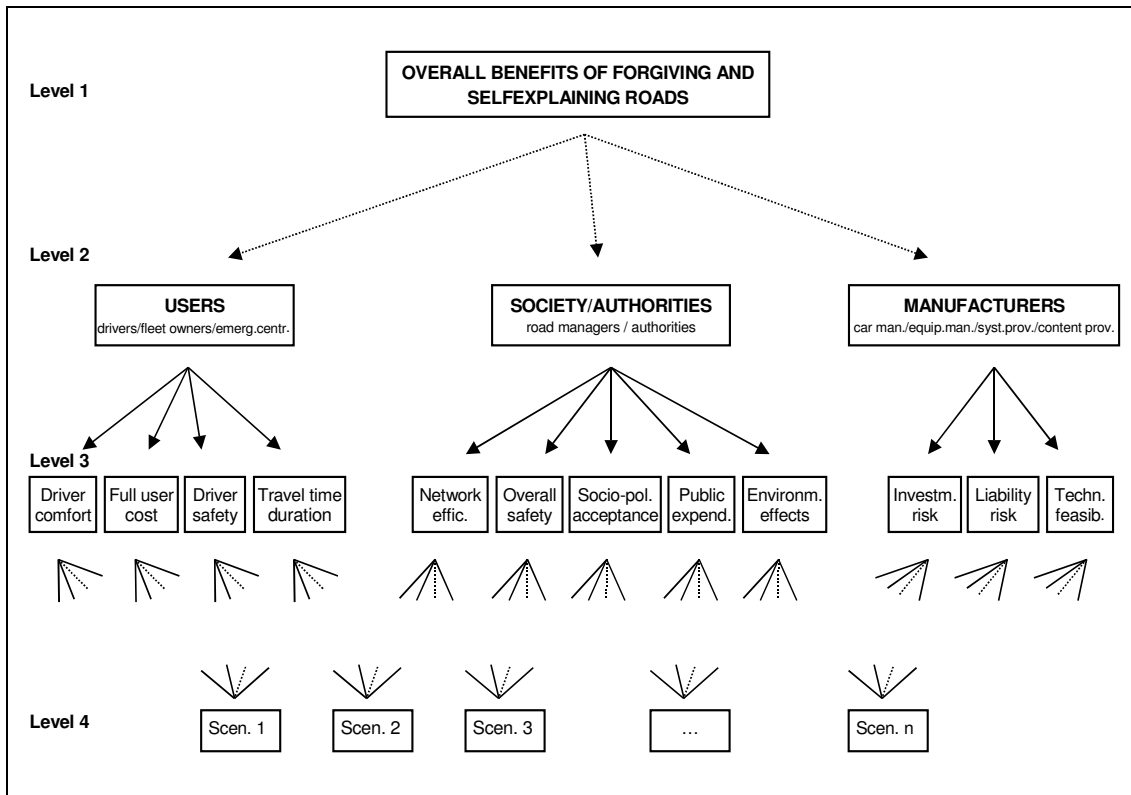 Level 1
OVERALL BENEFITS OF FORGIVING AND
SELFEXPLAINING ROADS
Level 2
USERS
drivers/fleet owners/emerg.centr.
SOCIETY/AUTHORITIES
road managers / authorities
MANUFACTURERS
car man./equip.man./syst.prov./content prov.
Level 3
Driver
comfort
Full user
cost
Driver
safety
Travel time
duration
Network
effic.
Overall
safety
Socio-pol.
acceptance
Public
expend.
Environm.
effects
Investm.
risk
Liability
risk
Techn.
feasib.
Level 4
Scen. 1
Scen. 2
Scen. 3
...
Scen. n